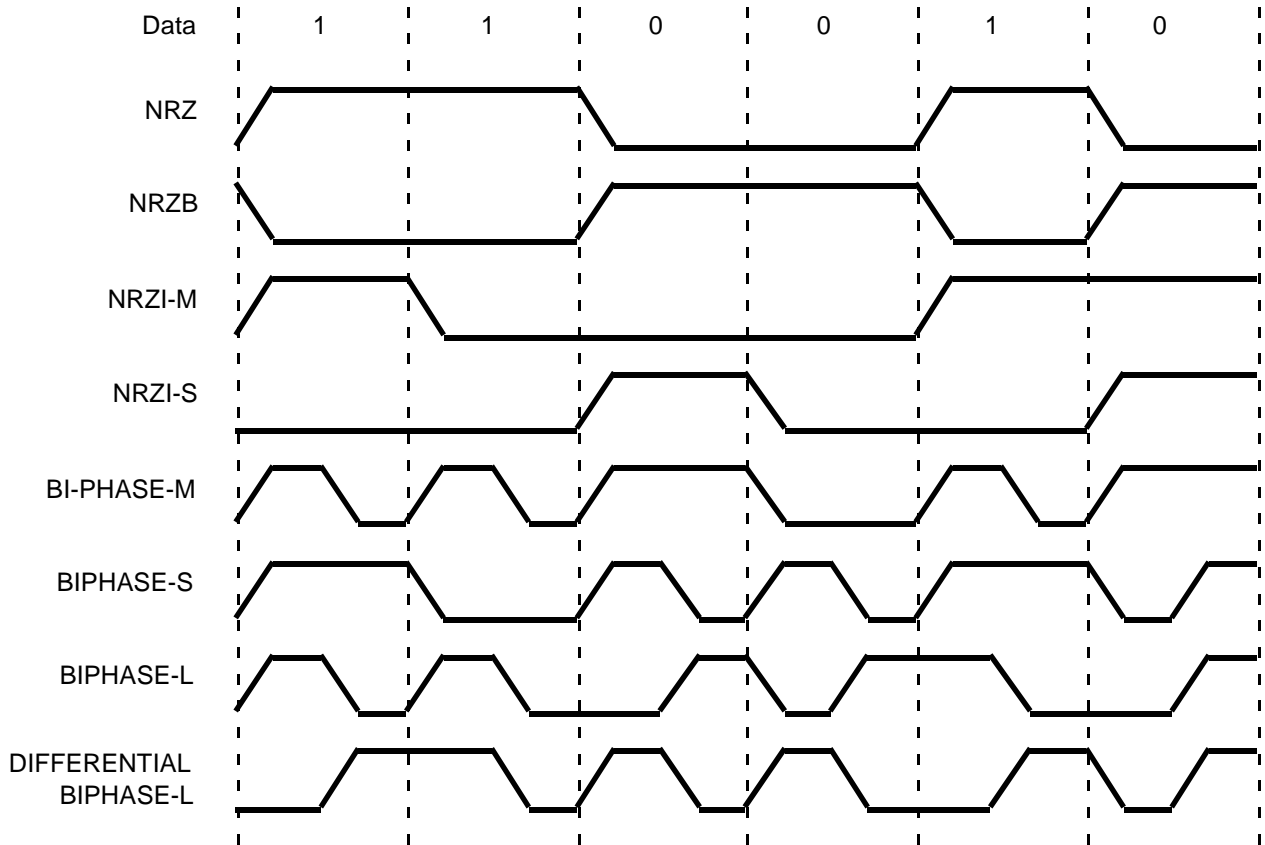 Data 1 1 0 0 1 0
NRZ
NRZB
NRZI-M
NRZI-S
BI-PHASE-M
BIPHASE-S
BIPHASE-L
DIFFERENTIAL
BIPHASE-L